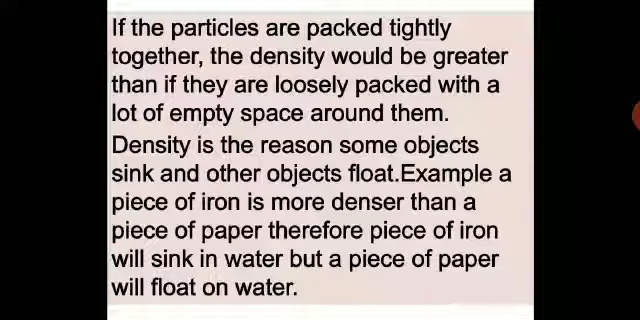 If the particles are packed tightly
together, the density would be greater
than if they are loosely packed with a
lot of empty space around them.
Density is the reason some objects
sink and other objects float.Example a
piece of iron is more denser than a
piece of paper therefore piece of iron
will sink in water but a piece of paper
will float on water.